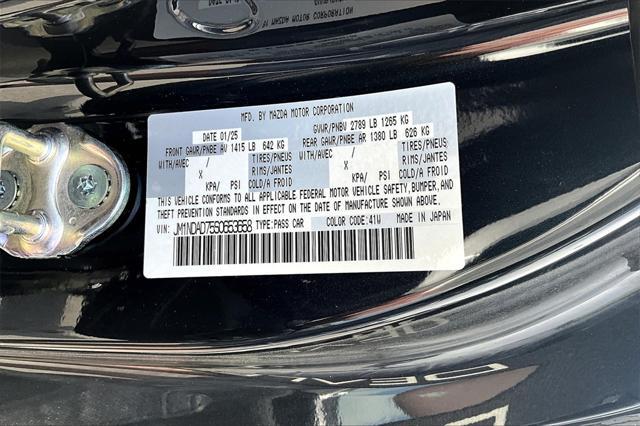 MFD. BY MAZDA MOTOR CORPORATION
DATE 01/25 GVWR/PNBV 2789 LB 1265 KG
FRONT GAWR/PNBE AV 1415 LB 642 KG REAR GAWR/PNBE AR 1380 LB 626 KG
WITH/AVEC / TIRES/PNEUS WITH/AVEC / TIRES/PNEUS
X RIMS/JANTES X RIMS/JANTES
KPA/ PSI COLD/A FROID KPA/ PSI COLD/A FROID
THIS VEHICLE CONFORMS TO ALL APPLICABLE FEDERAL MOTOR VEHICLE SAFETY, BUMPER, AND
THEFT PREVENTION STANDARDS IN EFFECT ON THE DATE OF MANUFACTURE SHOWN ABOVE.
VIN: JM1NDAD75S0653658 TYPE:PASS CAR COLOR CODE:41W MADE IN JAPAN